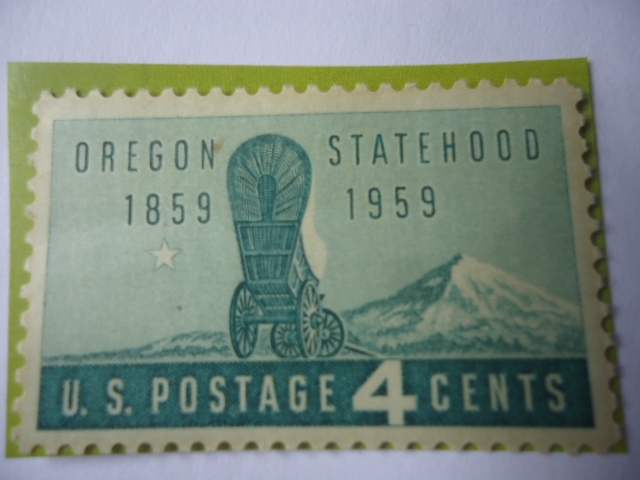 OREGON STATEHOOD
1859 1959
U. S. POSTAGE 4 CENTS